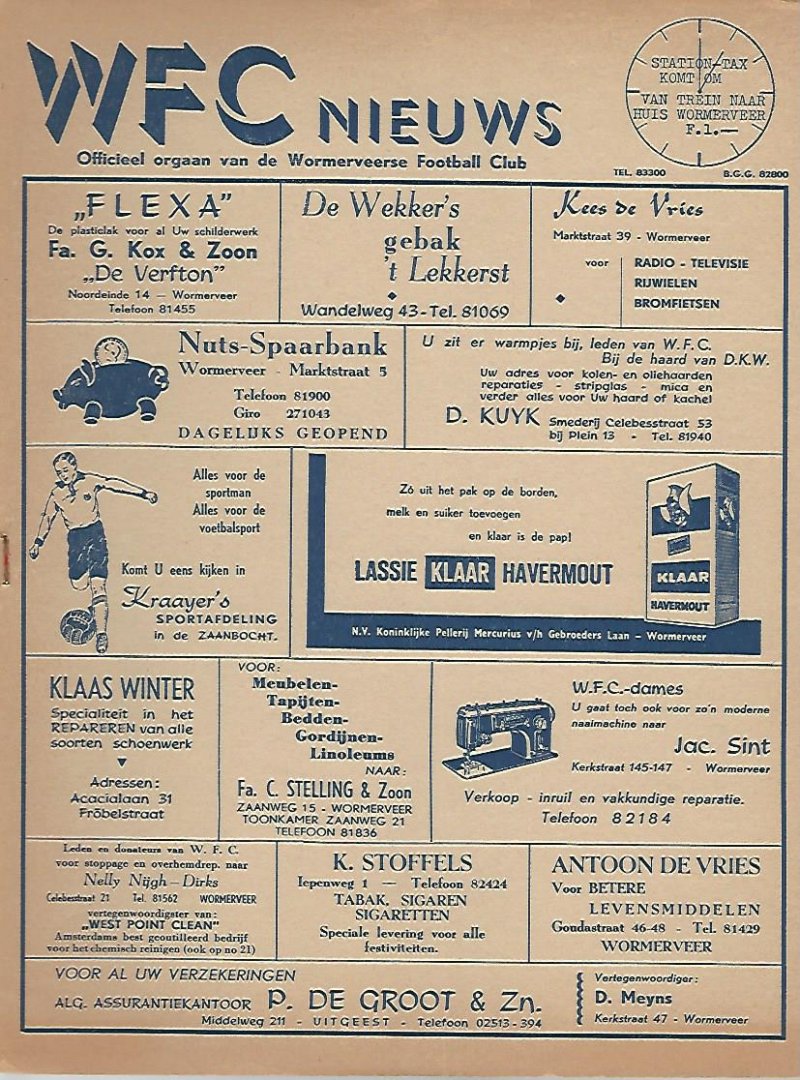 WFC NIEUWS
Officieel orgaan van de Wormerveerse Football Club
STATION-TAX
KOMT OM
VAN TREIN NAAR
HUIS WORMERVEER
F.1.—
TEL. 83300 B.G.G. 82800
„FLEXA”
De plasticlak voor al Uw schilderwerk
Fa. G. Kox & Zoon
„De Verfton”
Noordeinde 14 — Wormerveer
Telefoon 81455
De Wekker's
gebak
't Lekkerst
Wandelweg 43 - Tel. 81069
Kees de Vries
Marktstraat 39 - Wormerveer
voor
RADIO - TELEVISIE
RIJWIELEN
BROMFIETSEN
Nuts-Spaarbank
Wormerveer - Marktstraat 5
Telefoon 81900
Giro 271043
DAGELIJKS GEOPEND
U zit er warmpjes bij, leden van W.F.C.
Bij de haard van D.K.W.
Uw adres voor kolen- en oliehaarden
reparaties - stripglas - mica en
verder alles voor Uw haard of kachel
D. KUYK Smederij Celebesstraat 53
bij Plein 13 - Tel. 81940
Alles voor de
sportman
Alles voor de
voetbalsport
Komt U eens kijken in
Kraayer's
SPORTAFDELING
in de ZAANBOCHT.
Zó uit het pak op de borden,
melk en suiker toevoegen
en klaar is de pap!
LASSIE KLAAR HAVERMOUT
KLAAR
HAVERMOUT
N.V. Koninklijke Pellerij Mercurius v/h Gebroeders Laan - Wormerveer
KLAAS WINTER
Specialiteit in het
REPAREREN van alle
soorten schoenwerk
Adressen:
Acacialaan 31
Fröbelstraat
VOOR:
Meubelen-
Tapijten-
Bedden-
Gordijnen-
Linoleums
NAAR:
Fa. C. STELLING & Zoon
ZAANWEG 15 - WORMERVEER
TOONKAMER ZAANWEG 21
TELEFOON 81836
W.F.C.-dames
U gaat toch ook voor zo'n moderne
naaimachine naar
Jac. Sint
Kerkstraat 145-147 - Wormerveer
Verkoop - inruil en vakkundige reparatie.
Telefoon 82184
Leden en donateurs van W. F. C.
voor stoppage en overhemdrep. naar
Nelly Nijgh-Dirks
Celebesstraat 21 Tel. 81562 WORMERVEER
vertegenwoordigster van:
„WEST POINT CLEAN”
Amsterdams best geoutilleerd bedrijf
voor het chemisch reinigen (ook op no 21)
K. STOFFELS
Iepenweg 1 — Telefoon 82424
TABAK, SIGAREN
SIGARETTEN
Speciale levering voor alle
festiviteiten.
ANTOON DE VRIES
Voor BETERE
LEVENSMIDDELEN
Goudastraat 46-48 - Tel. 81429
WORMERVEER
VOOR AL UW VERZEKERINGEN
ALG. ASSURANTIEKANTOOR P. DE GROOT & Zn.
Middelweg 211 - UITGEEST - Telefoon 02513-394
Vertegenwoordiger:
D. Meyns
Kerkstraat 47 - Wormerveer